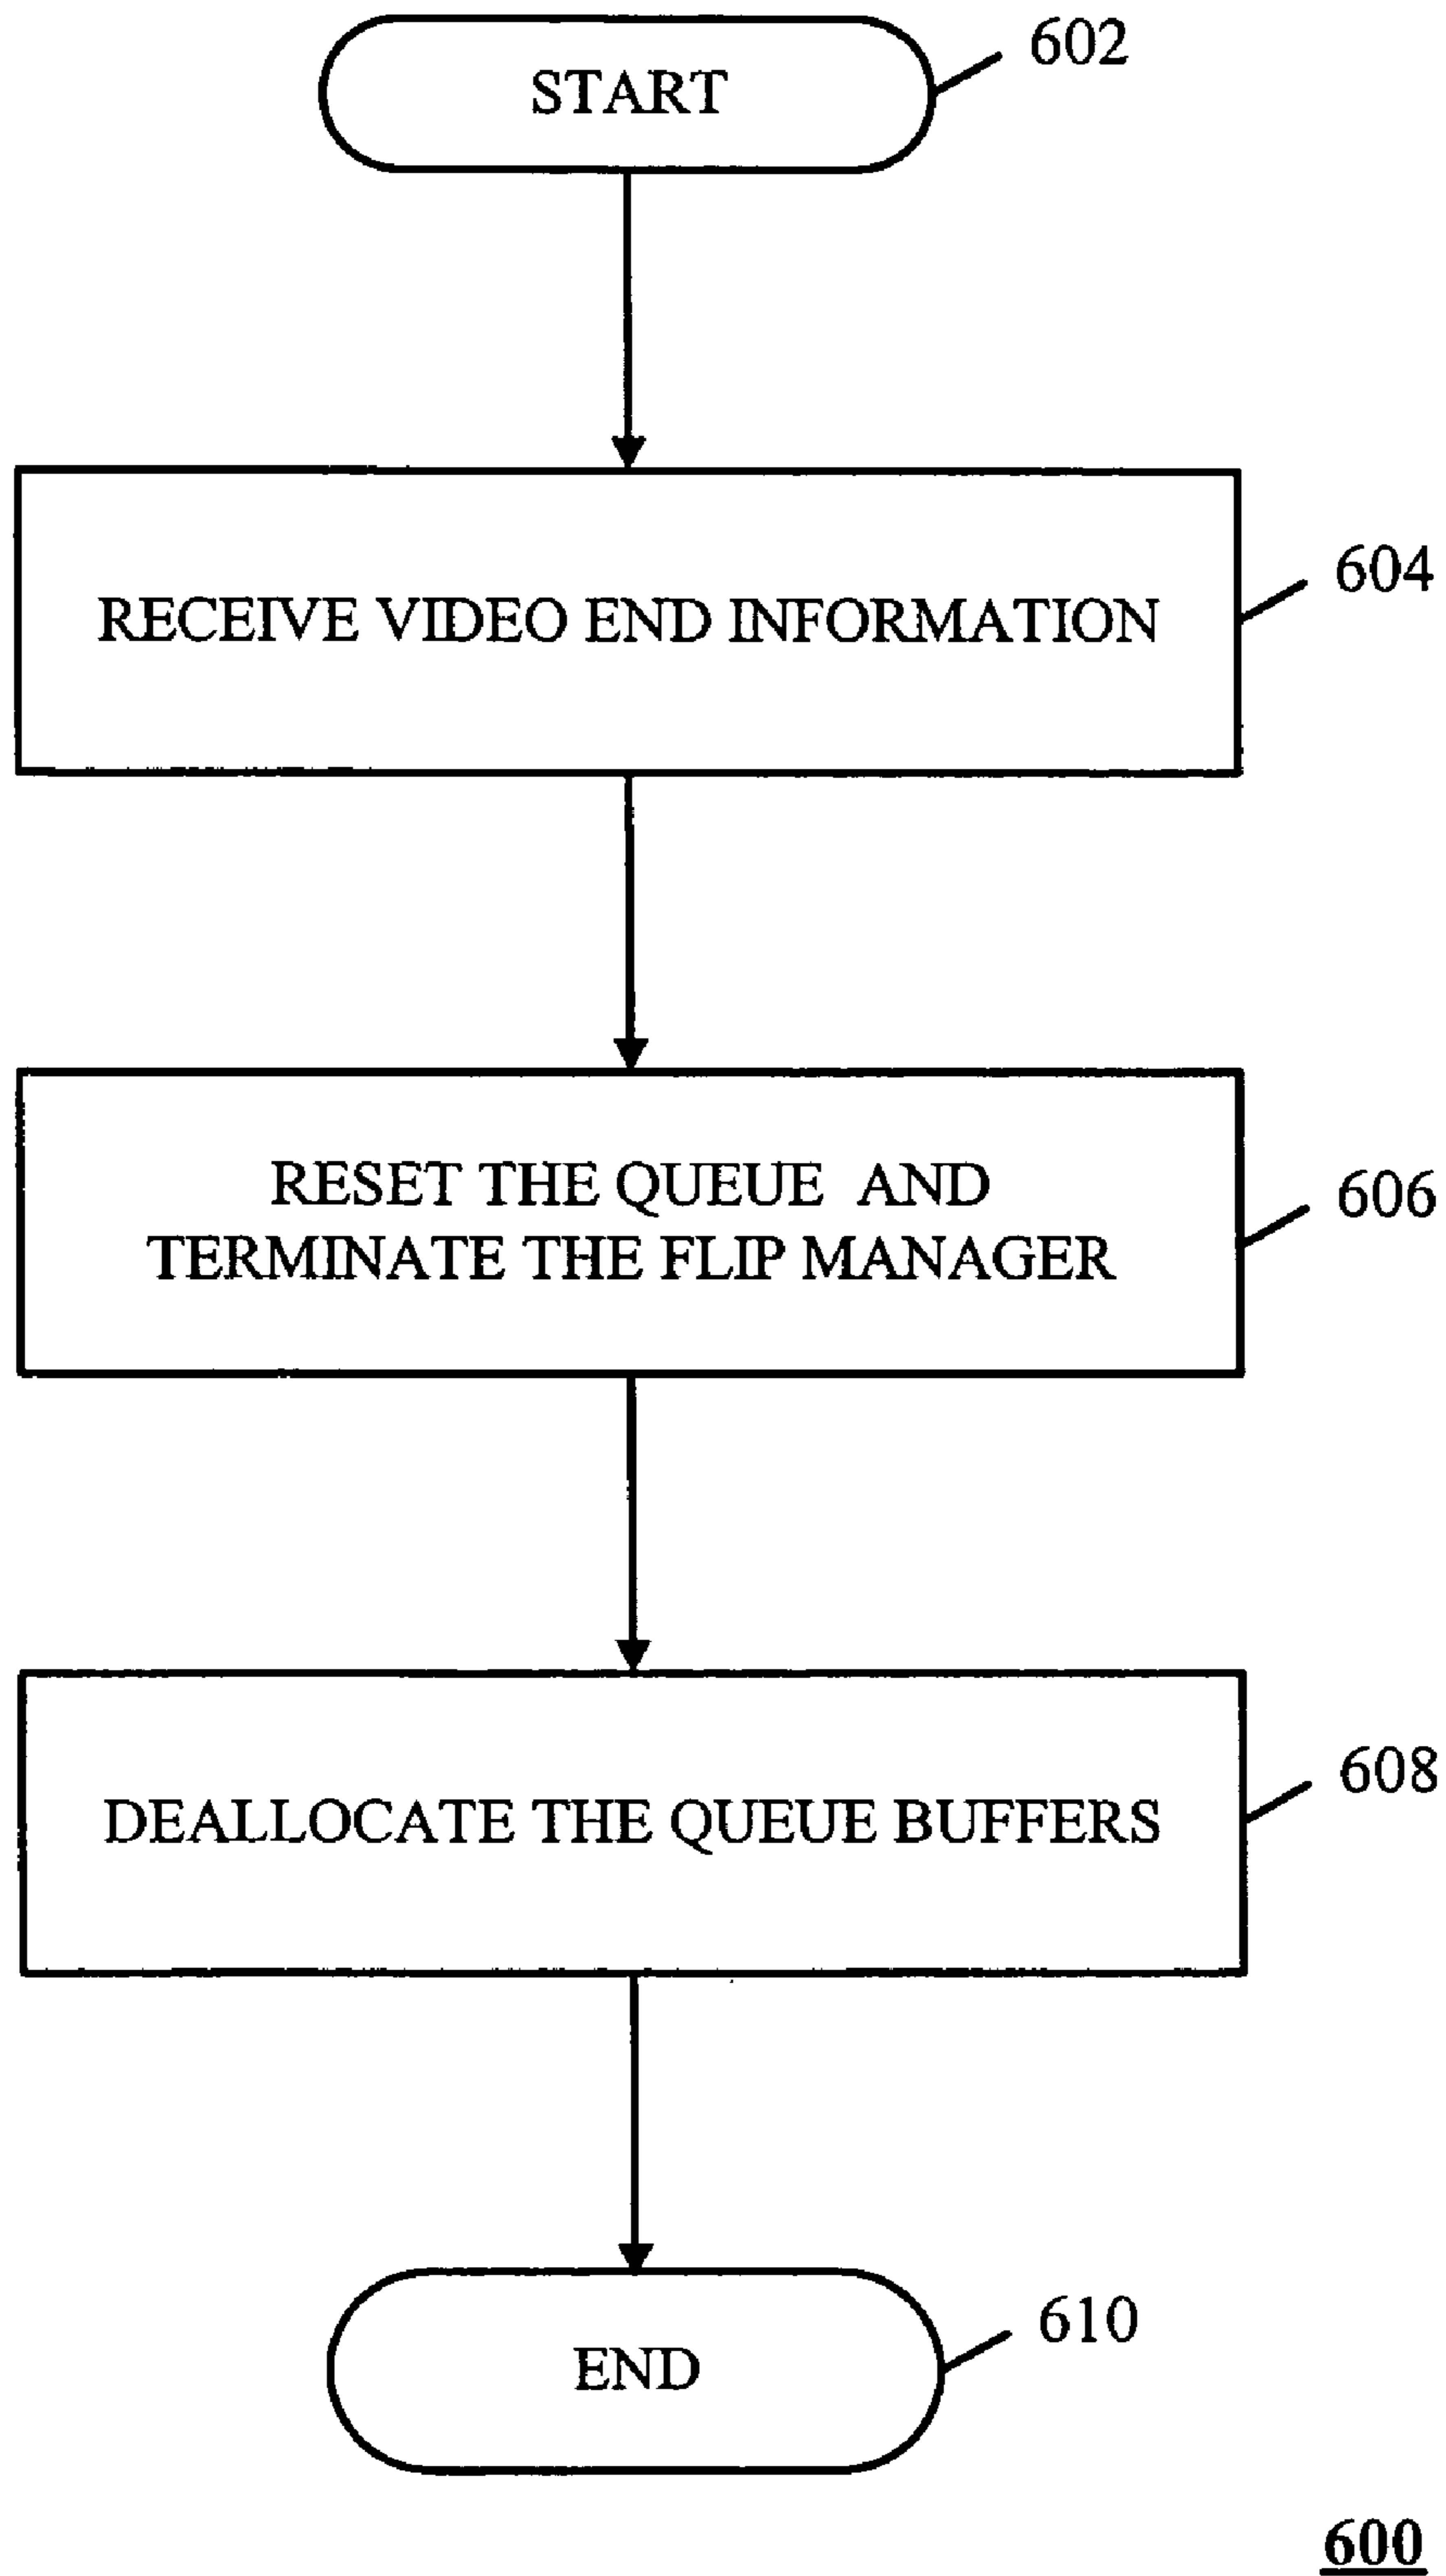 START
602
RECEIVE VIDEO END INFORMATION
604
RESET THE QUEUE AND
TERMINATE THE FLIP MANAGER
606
DEALLOCATE THE QUEUE BUFFERS
608
END
610
600